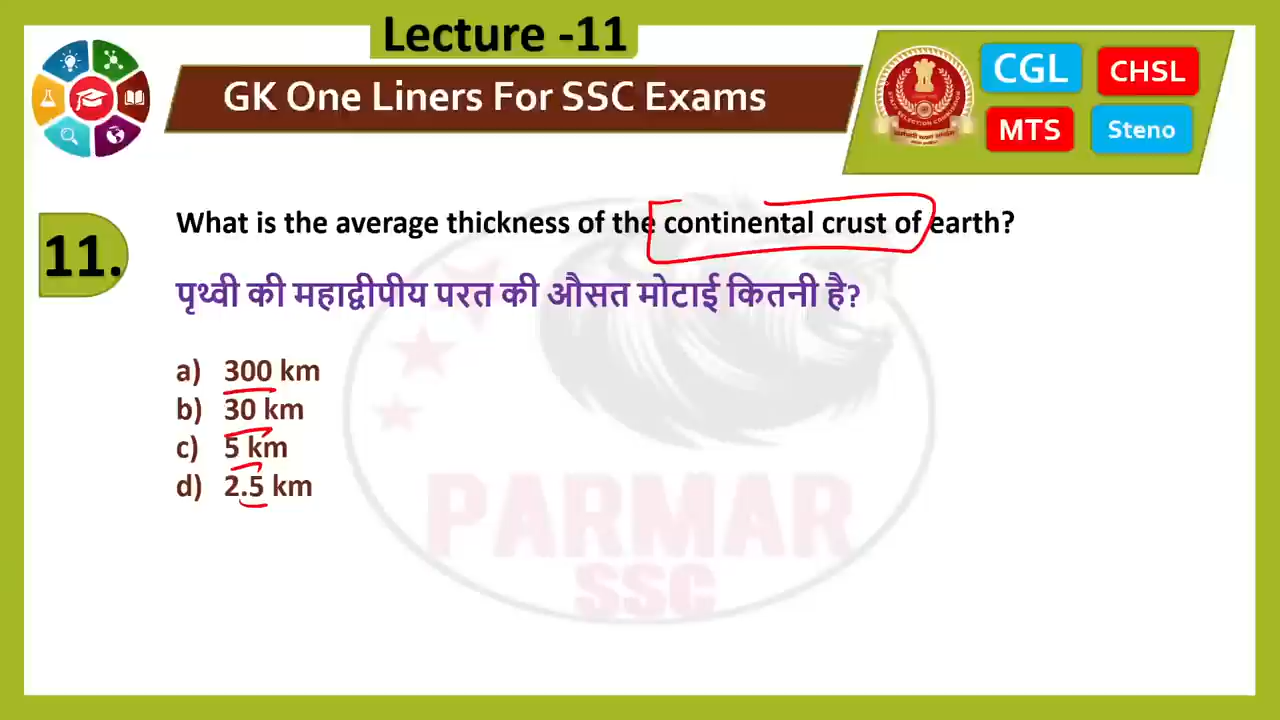 Lecture -11
GK One Liners For SSC Exams
CGL
CHSL
MTS
Steno
11.
What is the average thickness of the continental crust of earth?
पृथ्वी की महाद्वीपीय परत की औसत मोटाई कितनी है?
a) 300 km
b) 30 km
c) 5 km
d) 2.5 km
PARMAR
SSC